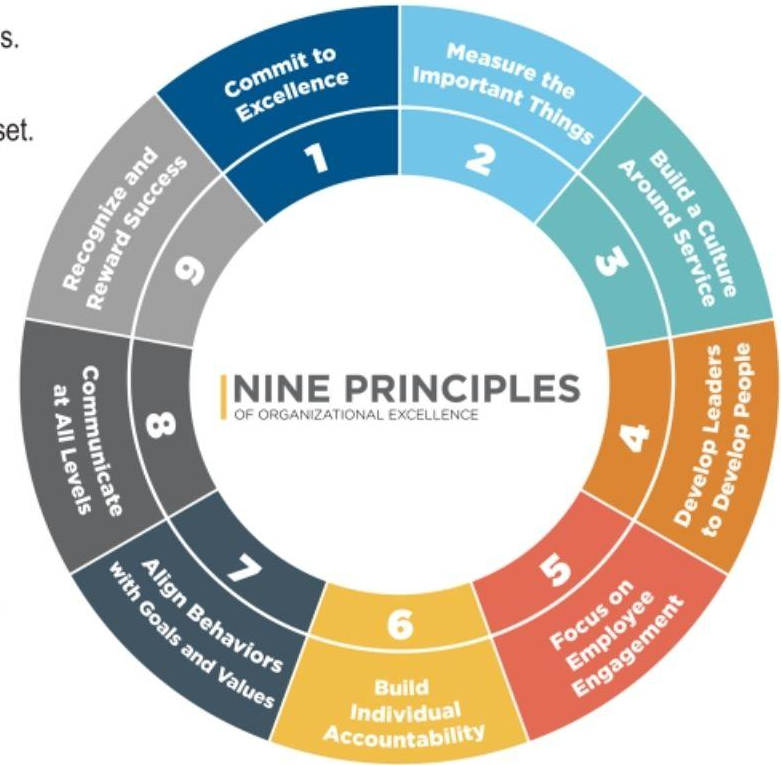 s.
set.
Commit to
Excellence
1
Measure the
Important Things
2
Build a Culture
Around Service
3
Develop Leaders
to Develop People
4
Focus on
Employee
Engagement
5
Build
Individual
Accountability
6
Align Behaviors
with Goals and Values
7
Communicate
at All Levels
8
Recognize and
Reward Success
9
NINE PRINCIPLES
OF ORGANIZATIONAL EXCELLENCE